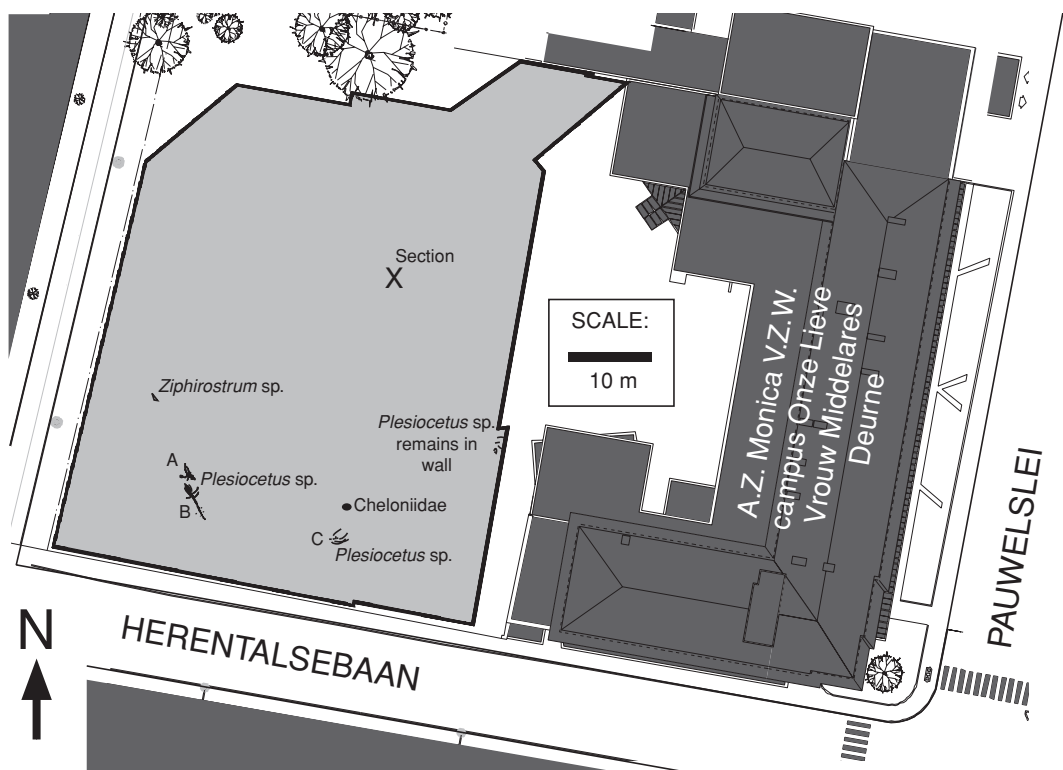 Section
X
SCALE:
10 m
Ziphirostrum sp.
Plesiocetus sp.
remains in
wall
A
Plesiocetus sp.
B
Cheloniidae
C
Plesiocetus sp.
A.Z. Monica V.Z.W.
campus Onze Lieve
Vrouw Middelares
Deurne
PAUWELSLEI
N
HERENTALSEBAAN